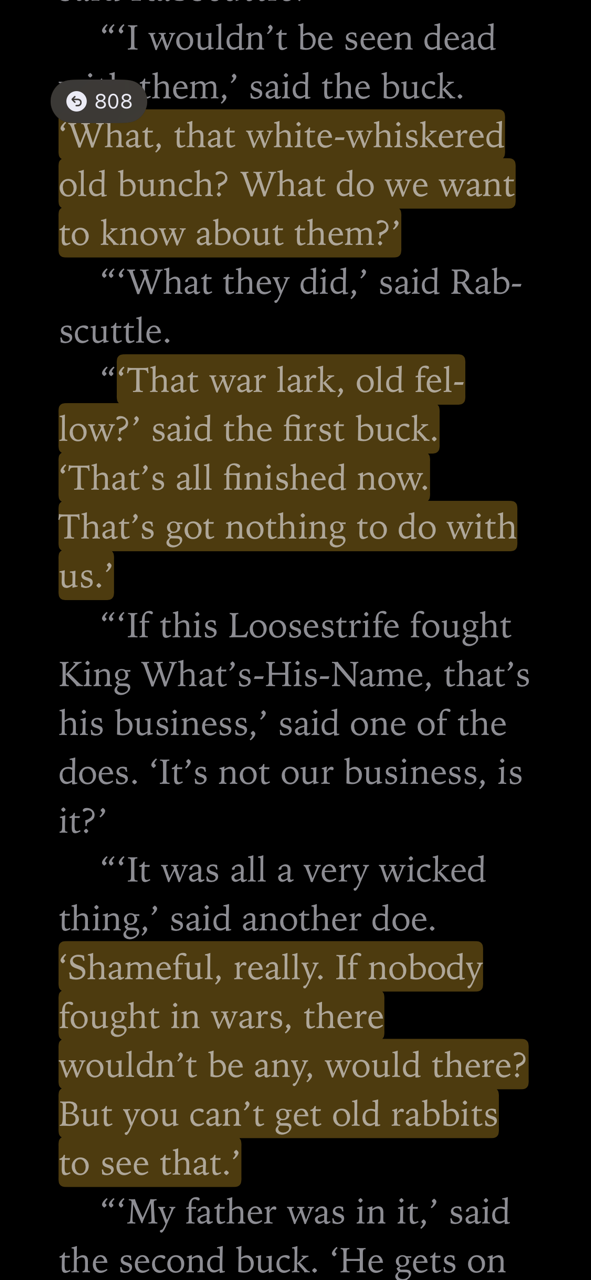 “‘I wouldn’t be seen dead
them,’ said the buck.
808
‘What, that white-whiskered
old bunch? What do we want
to know about them?’
“‘What they did,’ said Rab-
scuttle.
“‘That war lark, old fel-
low?’ said the first buck.
‘That’s all finished now.
That’s got nothing to do with
us.’
“‘If this Loosestrife fought
King What’s-His-Name, that’s
his business,’ said one of the
does. ‘It’s not our business, is
it?’
“‘It was all a very wicked
thing,’ said another doe.
‘Shameful, really. If nobody
fought in wars, there
wouldn’t be any, would there?
But you can’t get old rabbits
to see that.’
“‘My father was in it,’ said
the second buck. ‘He gets on